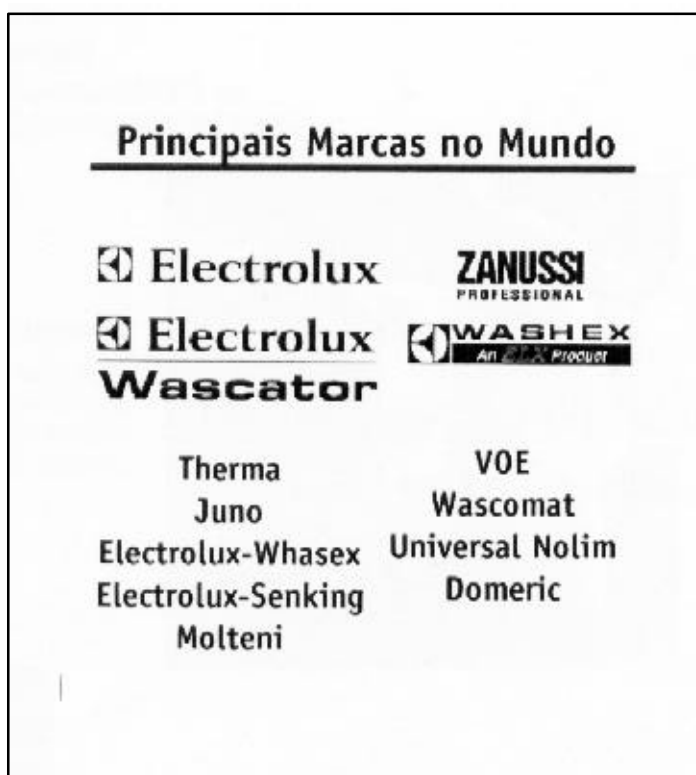 Principais Marcas no Mundo
Electrolux
ZANUSSI
PROFESSIONAL
Electrolux
Wascator
WASHEX
An ELX Product
Therma
Juno
Electrolux-Whasex
Electrolux-Senking
Molteni
VOE
Wascomat
Universal Nolim
Domeric